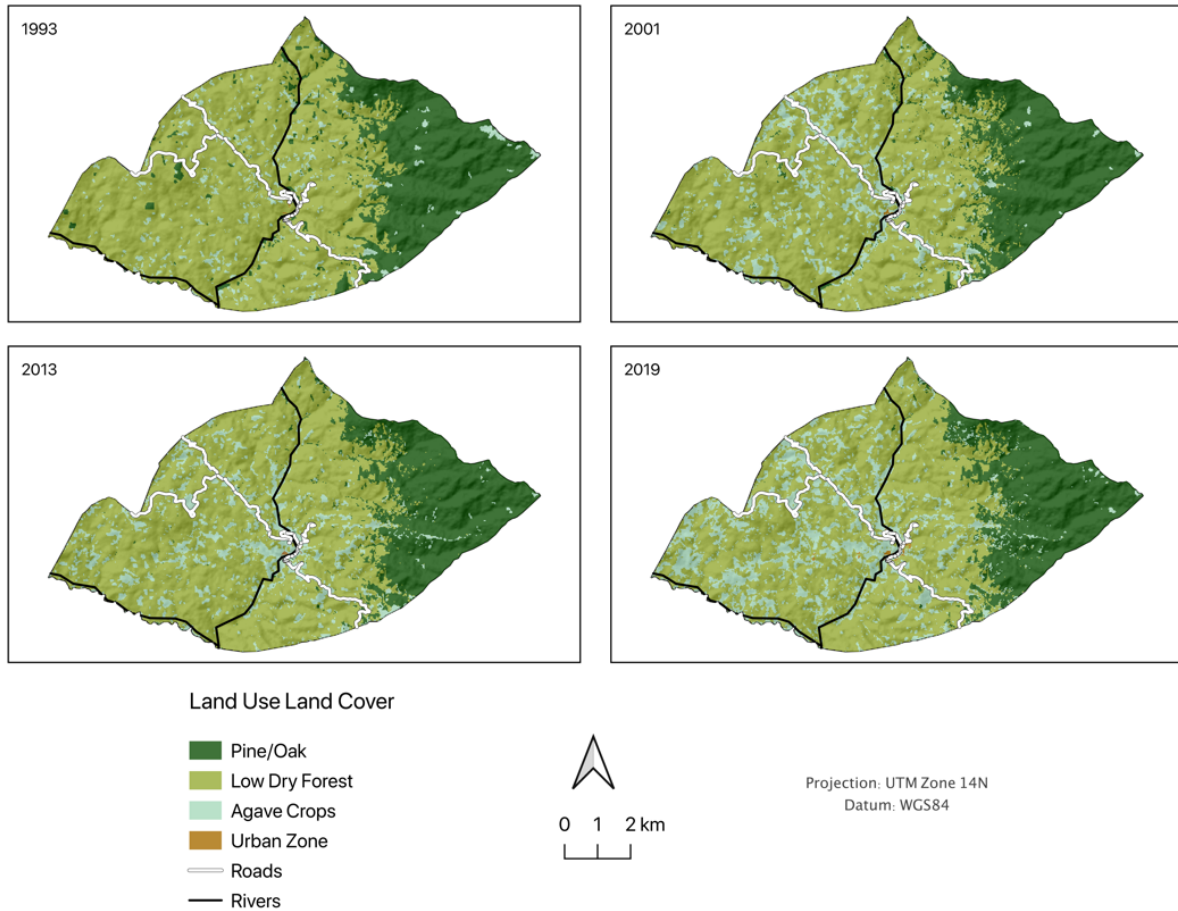 1993
2001
2013
2019
Land Use Land Cover
Pine/Oak
Low Dry Forest
Agave Crops
Urban Zone
Roads
Rivers
0 1 2 km
Projection: UTM Zone 14N
Datum: WGS84